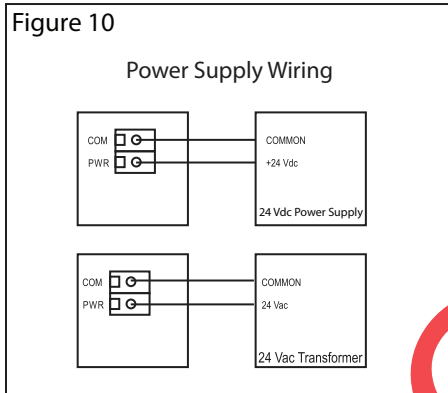 Figure 10
Power Supply Wiring
COM
COMMON
PWR
+24 Vdc
24 Vdc Power Supply
COM
COMMON
PWR
24 Vac
24 Vac Transformer